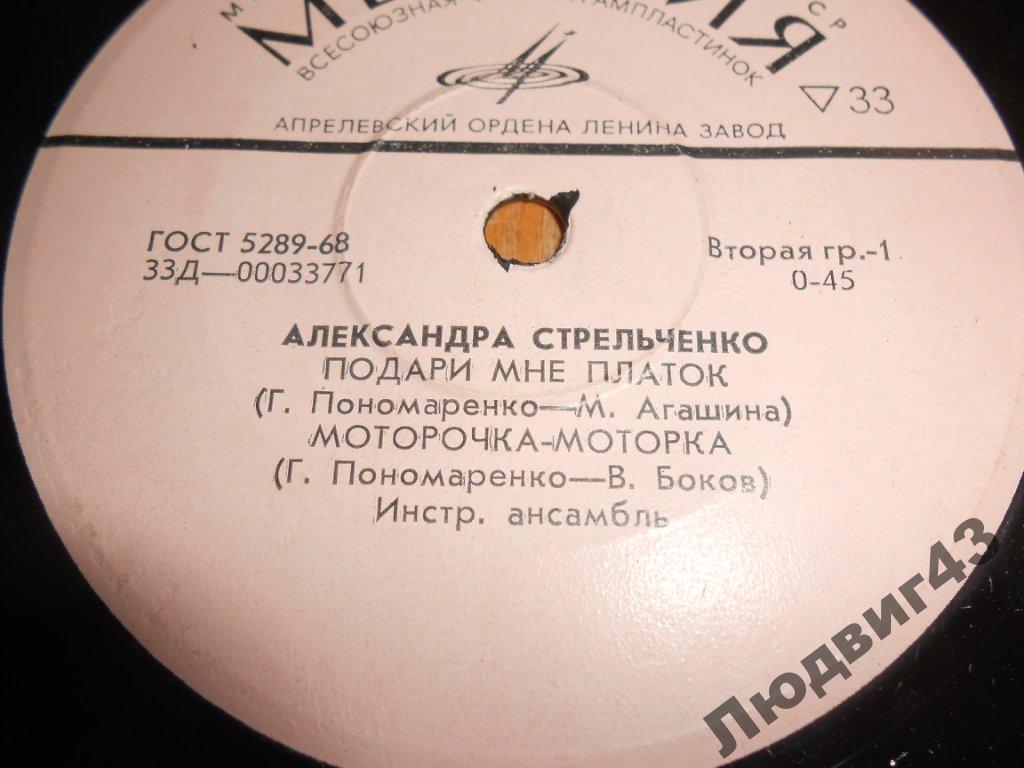 ВСЕСОЮЗНАЯ
▽ 33
АПРЕЛЕВСКИЙ ОРДЕНА ЛЕНИНА ЗАВОД
ГОСТ 5289-68
33Д—00033771
Вторая гр.-1
0-45
АЛЕКСАНДРА СТРЕЛЬЧЕНКО
ПОДАРИ МНЕ ПЛАТОК
(Г. Пономаренко—М. Агашина)
МОТОРОЧКА-МОТОРКА
(Г. Пономаренко—В. Боков)
Инстр. ансамбль
Людвиг43